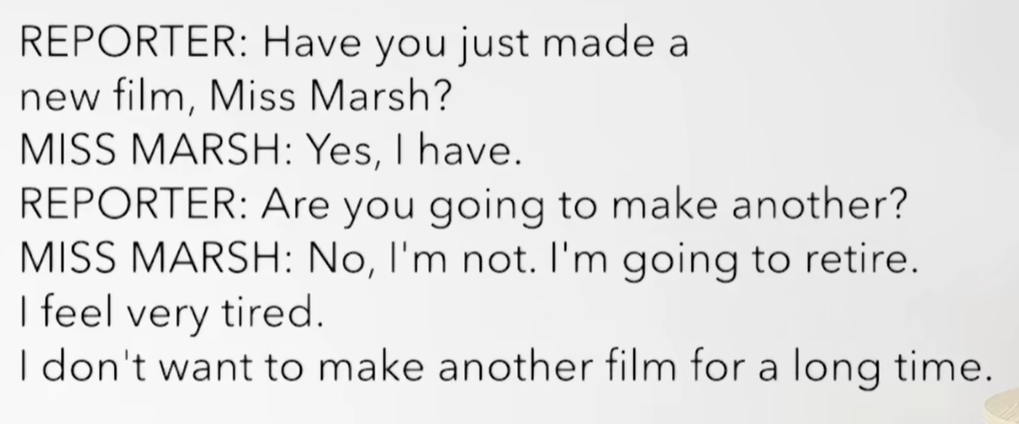 REPORTER: Have you just made a
new film, Miss Marsh?
MISS MARSH: Yes, I have.
REPORTER: Are you going to make another?
MISS MARSH: No, I'm not. I'm going to retire.
I feel very tired.
I don't want to make another film for a long time.